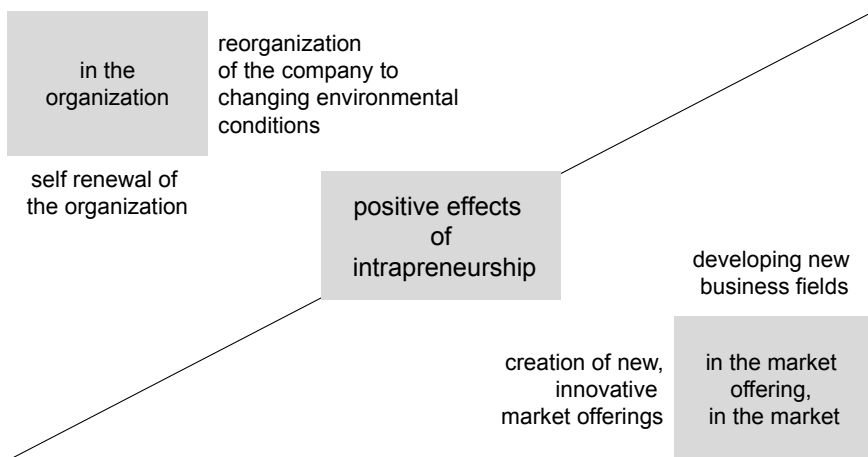 in the
organization
reorganization
of the company to
changing environmental
conditions
self renewal of
the organization
positive effects
of
intrapreneurship
developing new
business fields
creation of new,
innovative
market offerings
in the market
offering,
in the market